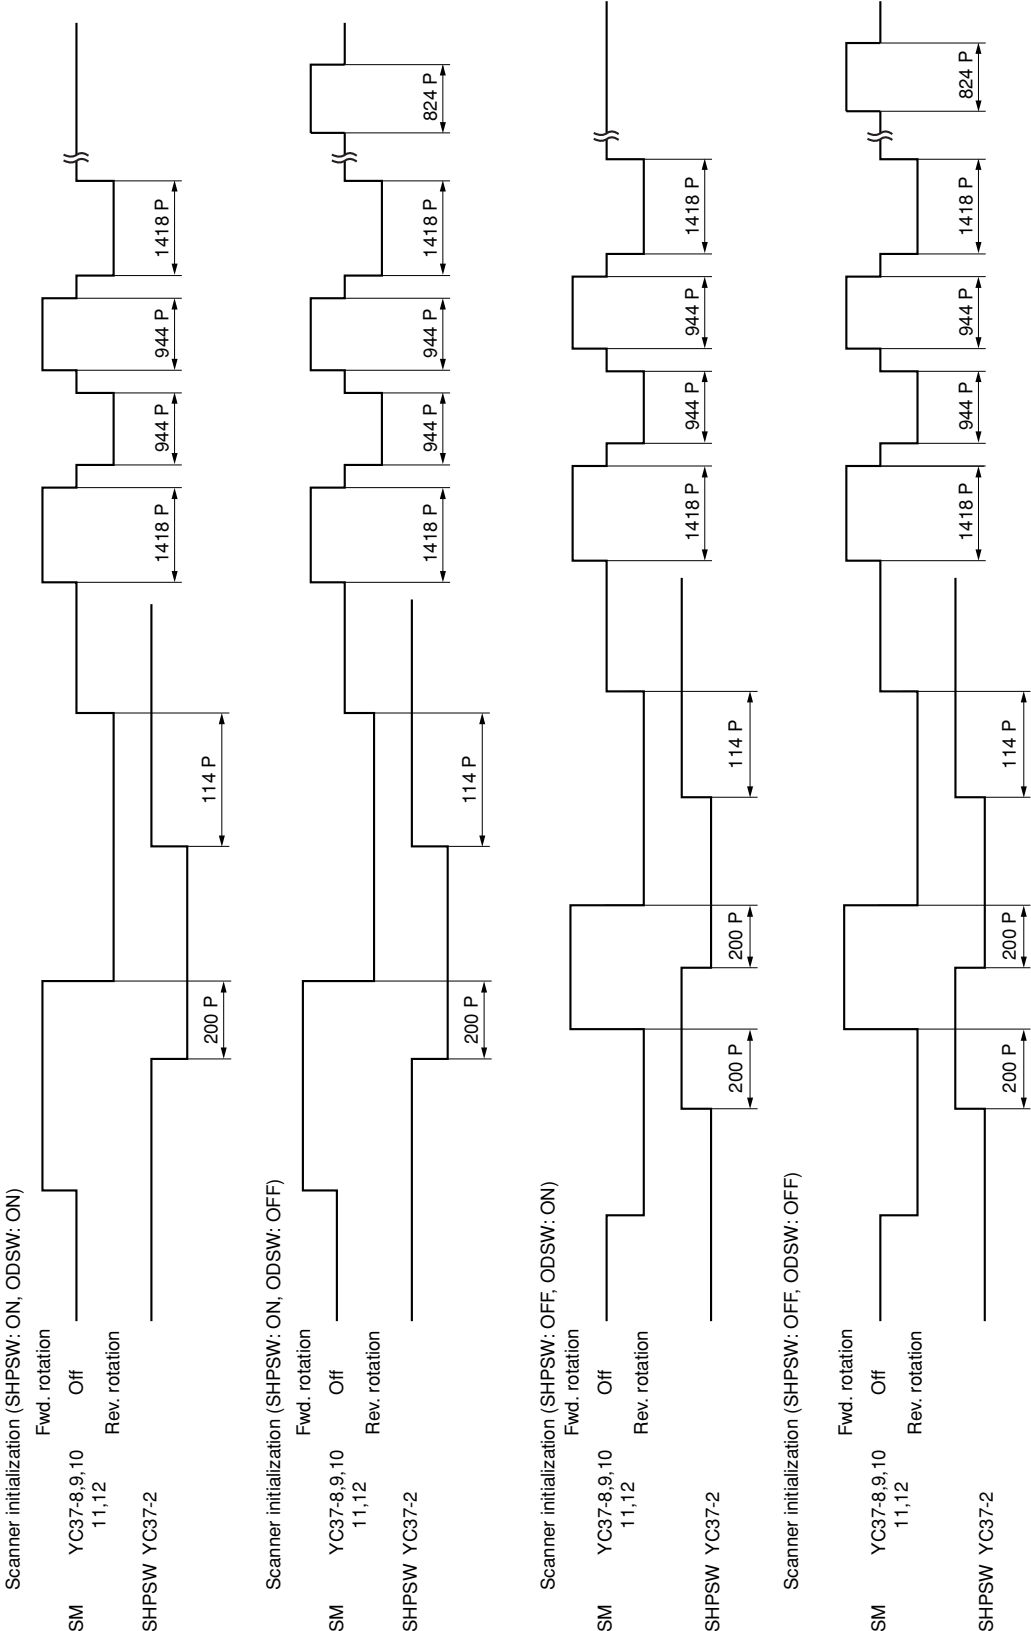 Scanner initialization (SHPSW: ON, ODSW: ON)
Fwd. rotation
SM YC37-8,9,10 Off
11,12
Rev. rotation
SHPSW YC37-2
200 P
114 P
1418 P
944 P
944 P
1418 P
Scanner initialization (SHPSW: ON, ODSW: OFF)
Fwd. rotation
SM YC37-8,9,10 Off
11,12
Rev. rotation
SHPSW YC37-2
200 P
114 P
1418 P
944 P
944 P
1418 P
824 P
Scanner initialization (SHPSW: OFF, ODSW: ON)
Fwd. rotation
SM YC37-8,9,10 Off
11,12
Rev. rotation
SHPSW YC37-2
200 P
200 P
114 P
1418 P
944 P
944 P
1418 P
Scanner initialization (SHPSW: OFF, ODSW: OFF)
Fwd. rotation
SM YC37-8,9,10 Off
11,12
Rev. rotation
SHPSW YC37-2
200 P
200 P
114 P
1418 P
944 P
944 P
1418 P
824 P